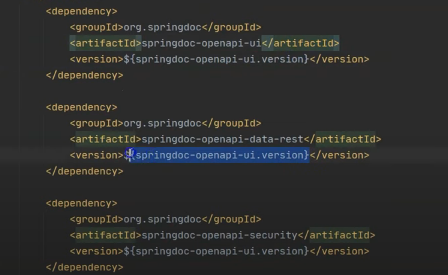 <dependency>
<groupId>org.springdoc</groupId>
<artifactId>springdoc-openapi-ui</artifactId>
<version>${springdoc-openapi-ui.version}</version>
</dependency>
<dependency>
<groupId>org.springdoc</groupId>
<artifactId>springdoc-openapi-data-rest</artifactId>
<version>${springdoc-openapi-ui.version}</version>
</dependency>
<dependency>
<groupId>org.springdoc</groupId>
<artifactId>springdoc-openapi-security</artifactId>
<version>${springdoc-openapi-ui.version}</version>
</dependency>